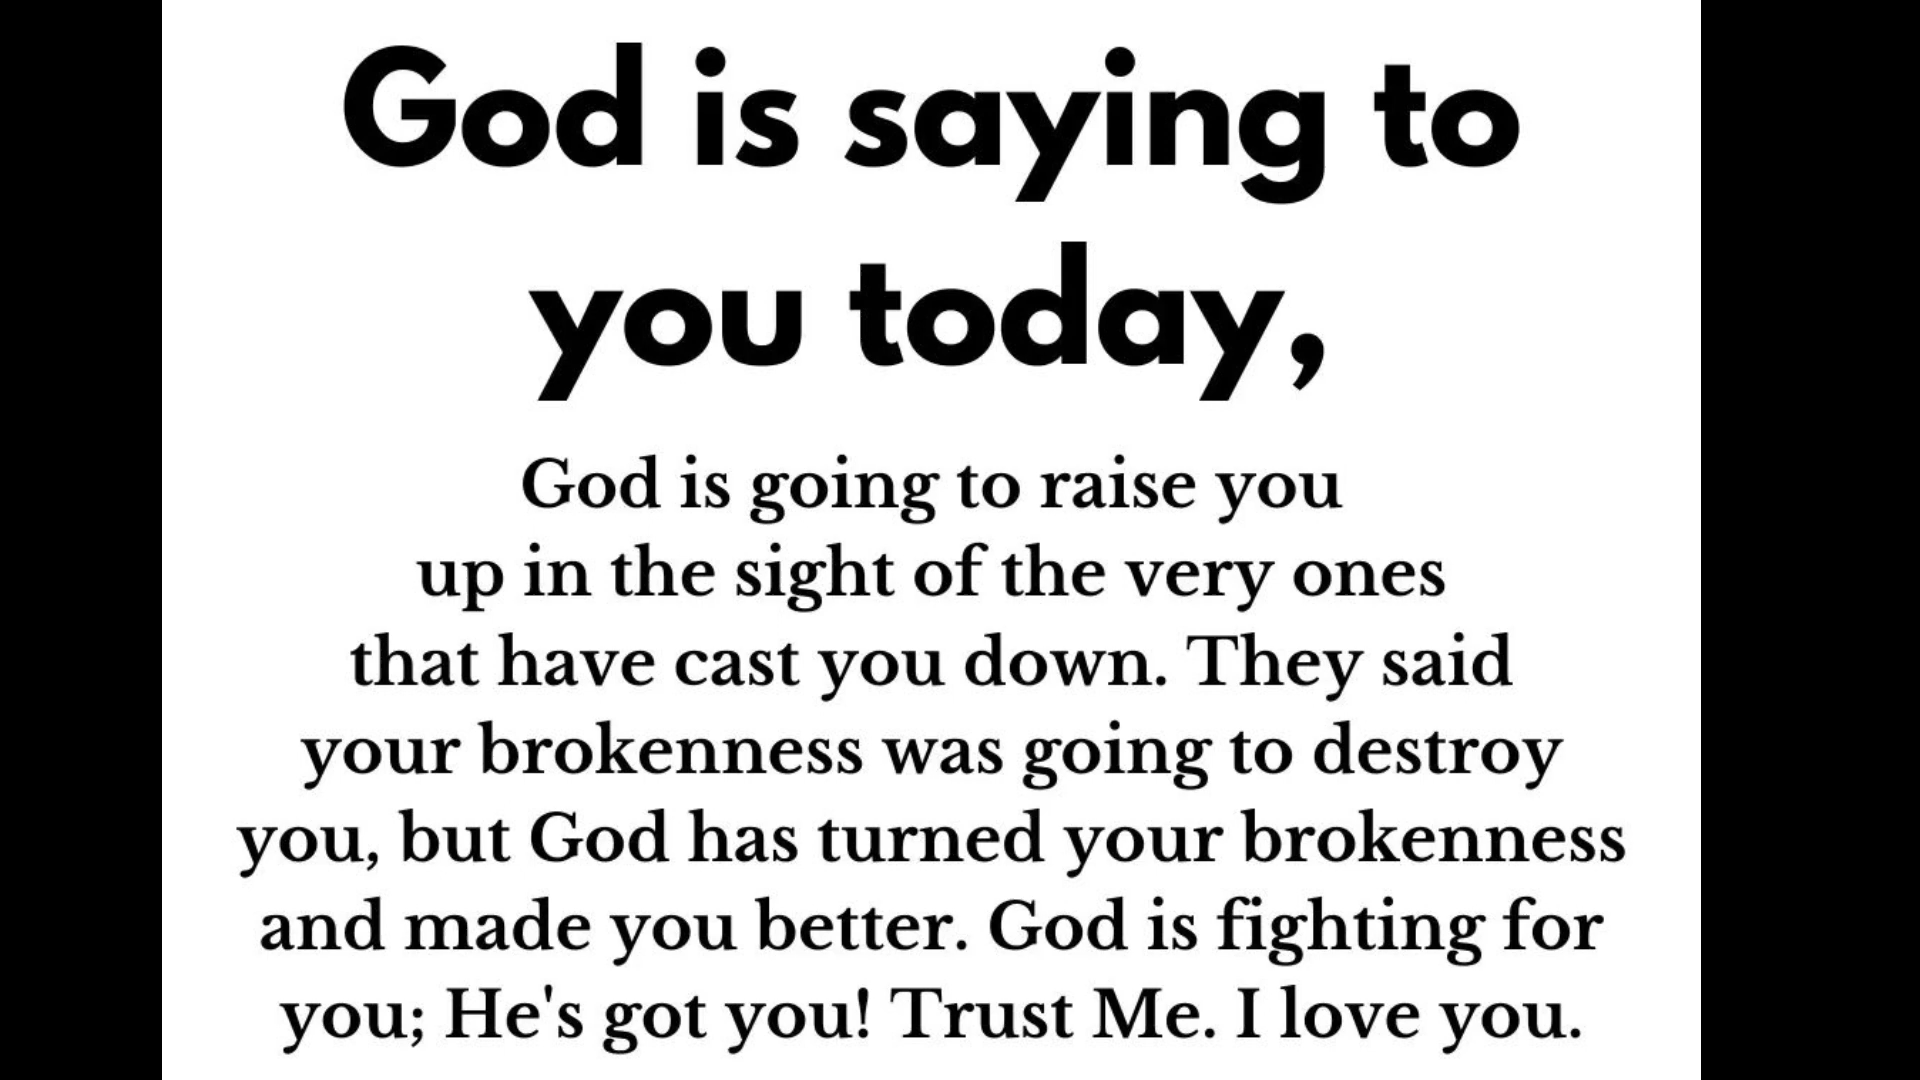 God is saying to
you today,
God is going to raise you
up in the sight of the very ones
that have cast you down. They said
your brokenness was going to destroy
you, but God has turned your brokenness
and made you better. God is fighting for
you; He's got you! Trust Me. I love you.